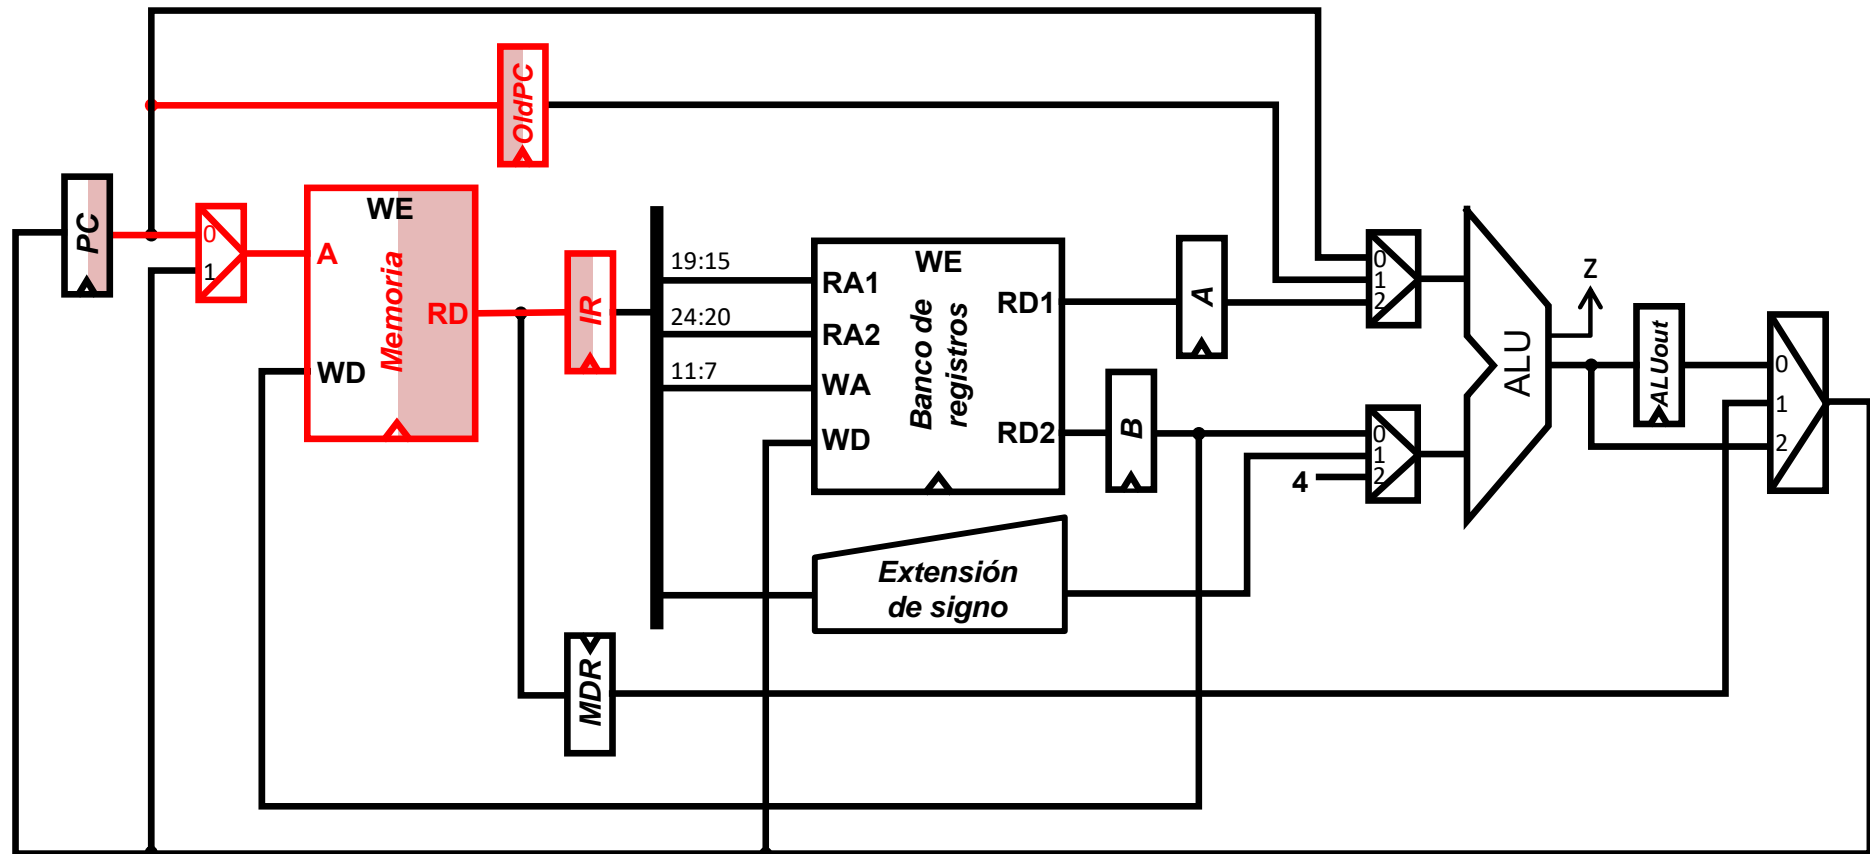 OldPC
PC
0
1
A
WE
Memoria
RD
WD
IR
19:15
24:20
11:7
RA1
RA2
WA
WD
WE
Banco de
registros
RD1
RD2
A
B
Extensión
de signo
MDR
0
1
2
0
1
2
4
ALU
Z
ALUout
0
1
2